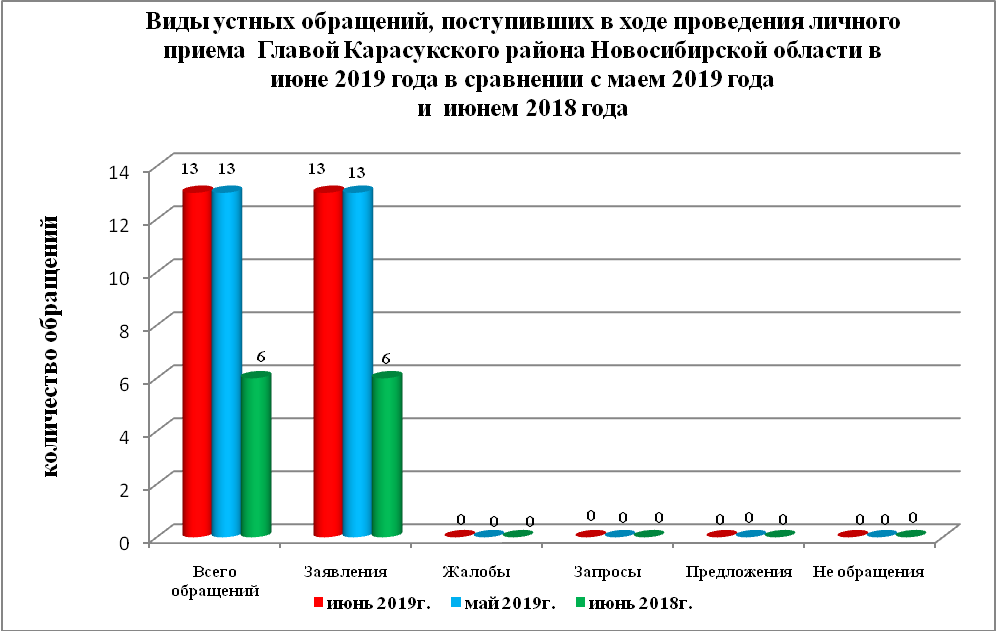 Виды устных обращений, поступивших в ходе проведения личного
приема Главой Карасукского района Новосибирской области в
июне 2019 года в сравнении с маем 2019 года
и июнем 2018 года
количество обращений
14
12
10
8
6
4
2
0
13 13 6
13 13 6
0 0 0
0 0 0
0 0 0
0 0 0
Всего
обращений
Заявления
Жалобы
Запросы
Предложения
Не обращения
июнь 2019г.
май 2019г.
июнь 2018г.